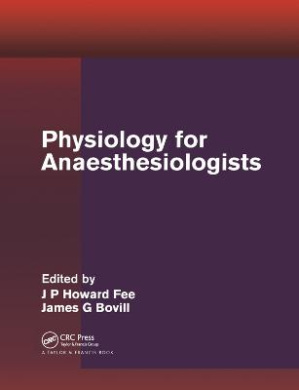 Physiology for
Anaesthesiologists
Edited by
J P Howard Fee
James G Bovill
CRC Press
Taylor & Francis Group
A TAYLOR & FRANCIS BOOK